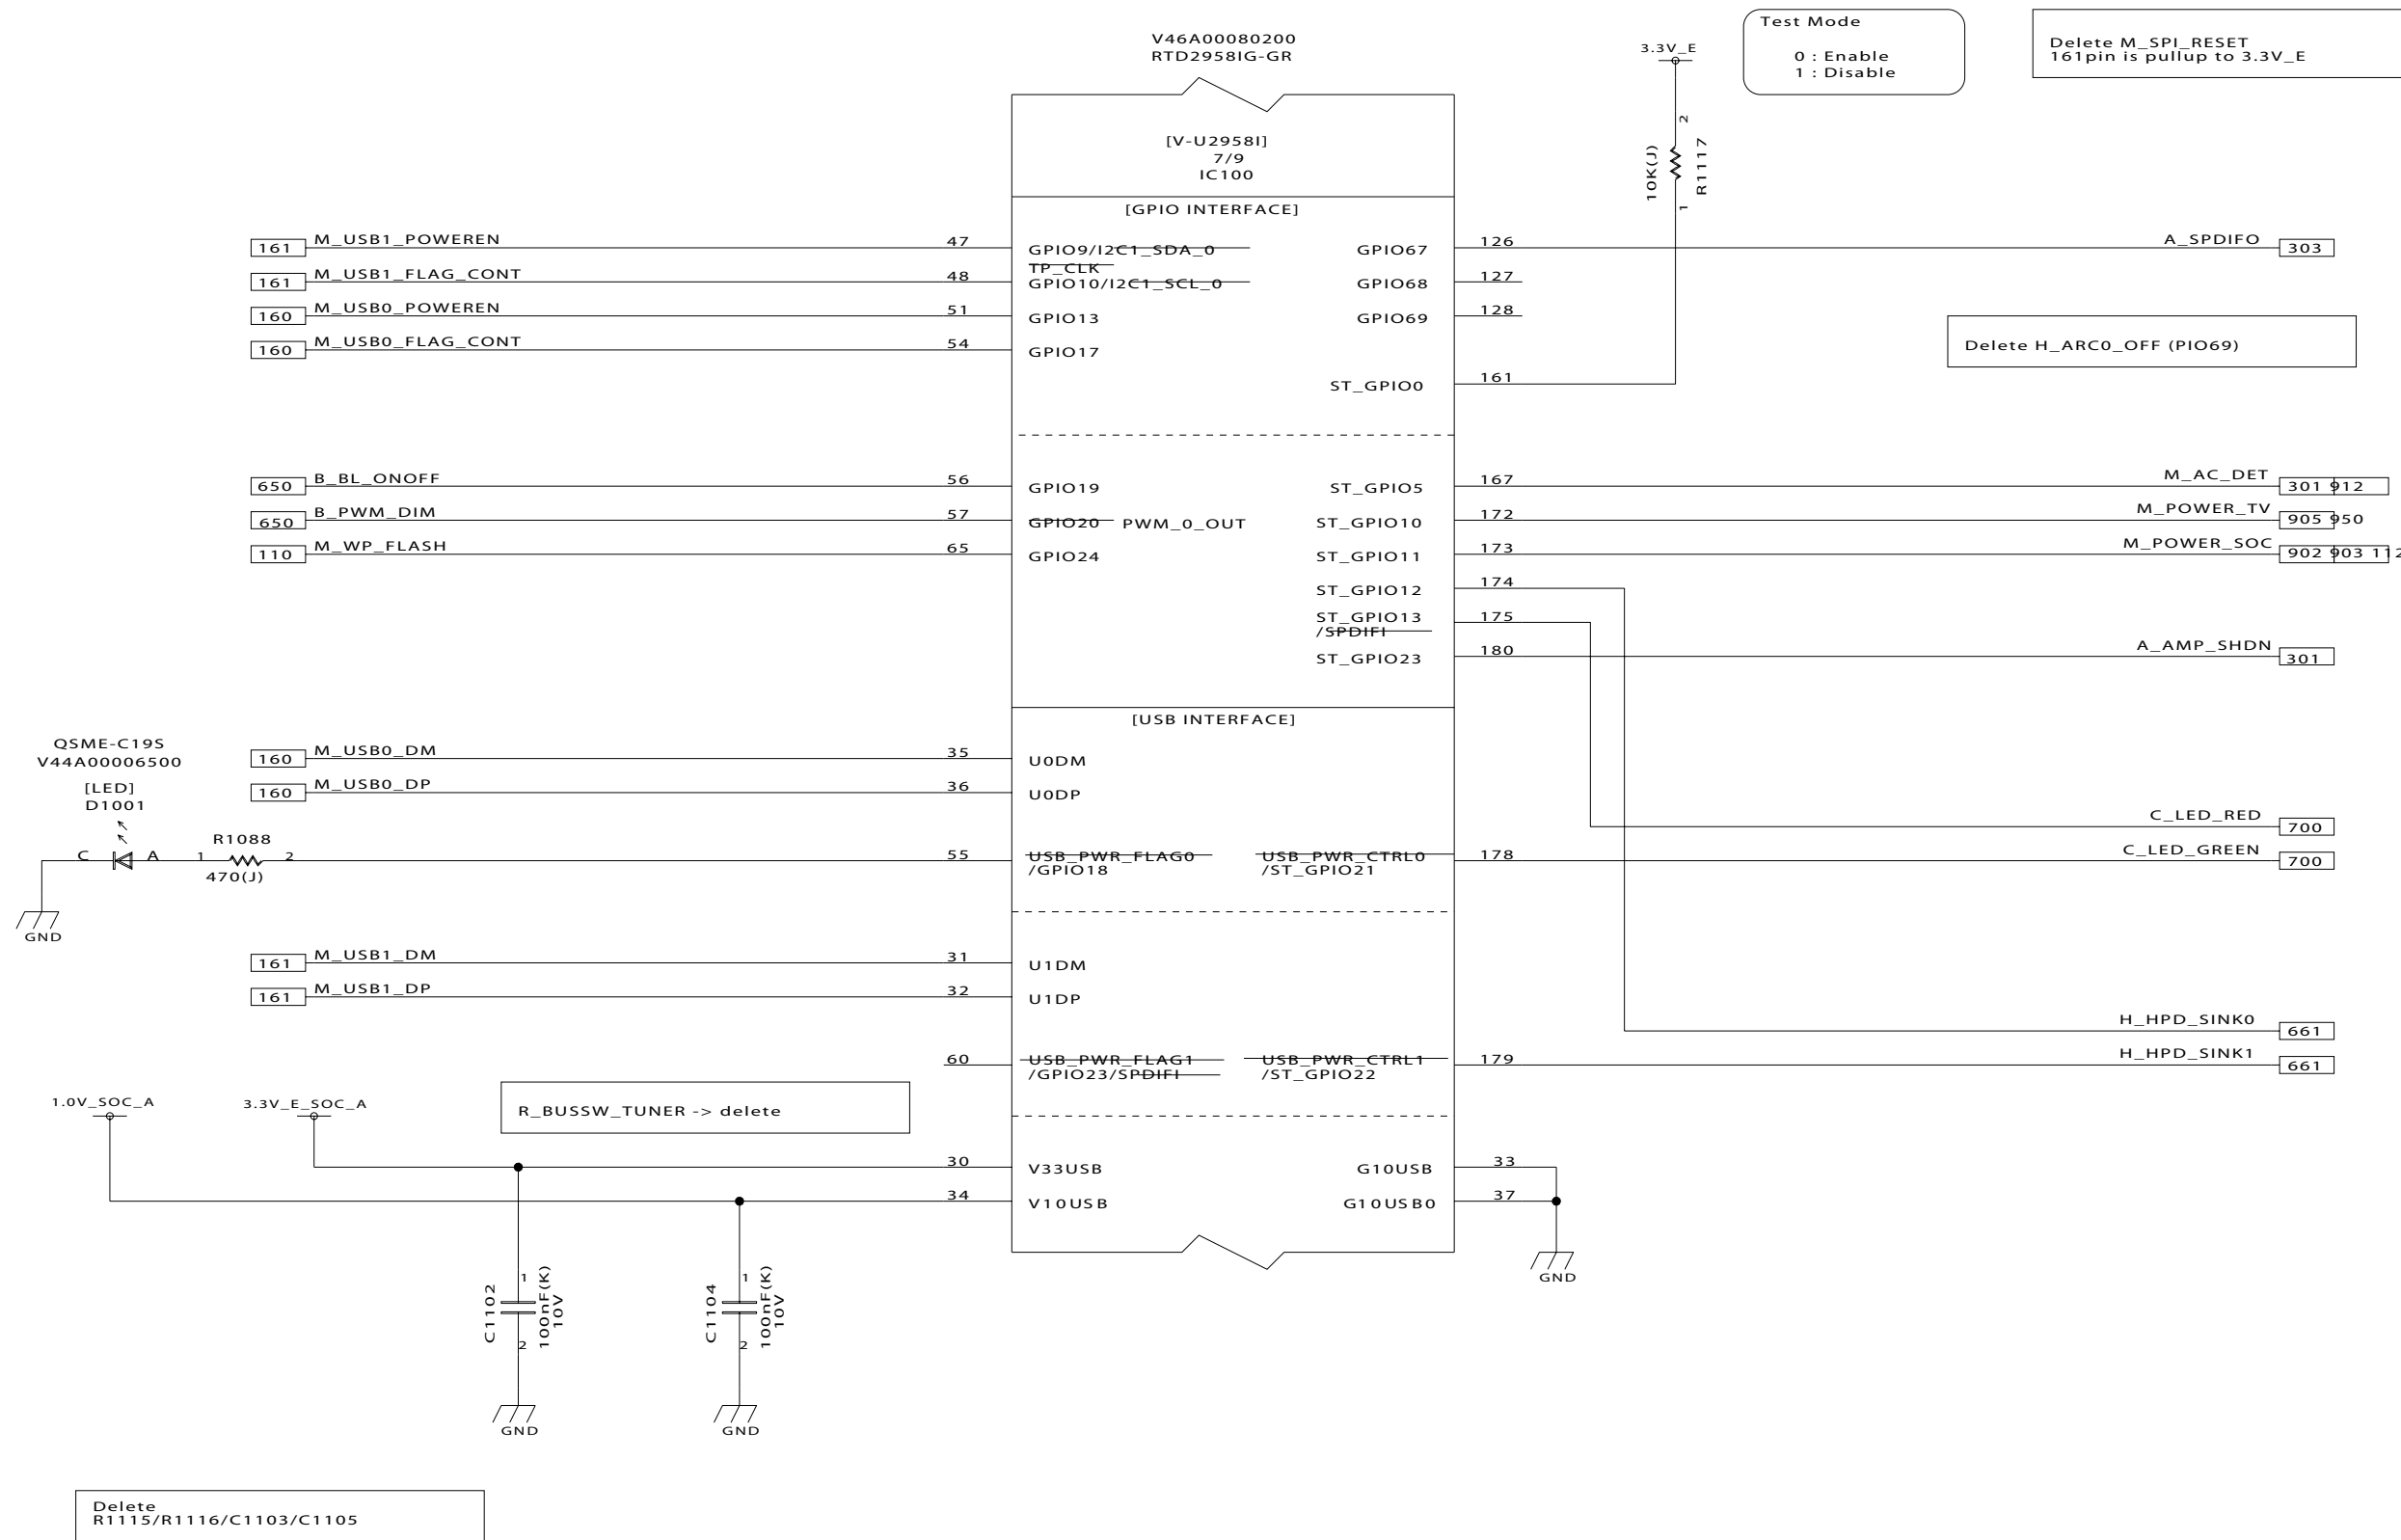 V46A00080200
RTD2958IG-GR
[V-U2958I]
7/9
IC100
[GPIO INTERFACE]
Test Mode
0 : Enable
1 : Disable
Delete M_SPI_RESET
161pin is pullup to 3.3V_E
3.3V_E
2
10K(J)
R1117
1
161 M_USB1_POWEREN 47 GPIO9/I2C1_SDA_0
TP_CLK
161 M_USB1_FLAG_CONT 48 GPIO10/I2C1_SCL_0
160 M_USB0_POWEREN 51 GPIO13
160 M_USB0_FLAG_CONT 54 GPIO17
GPIO67 126 A_SPDIFO 303
GPIO68 127
GPIO69 128
ST_GPIO0 161
Delete H_ARC0_OFF (PIO69)
650 B_BL_ONOFF 56 GPIO19
650 B_PWM_DIM 57 GPIO20 PWM_0_OUT
110 M_WP_FLASH 65 GPIO24
ST_GPIO5 167 M_AC_DET 301 912
ST_GPIO10 172 M_POWER_TV 905 950
ST_GPIO11 173 M_POWER_SOC 902 903 112
ST_GPIO12 174
ST_GPIO13 175
/SPDIFI
ST_GPIO23 180 A_AMP_SHDN 301
[USB INTERFACE]
QSME-C19S
V44A00006500
[LED]
D1001
C A 1 R1088 2
470(J)
GND
160 M_USB0_DM 35 U0DM
160 M_USB0_DP 36 U0DP
C_LED_RED 700
55 USB_PWR_FLAG0
/GPIO18
USB_PWR_CTRL0 178 C_LED_GREEN 700
/ST_GPIO21
161 M_USB1_DM 31 U1DM
161 M_USB1_DP 32 U1DP
H_HPD_SINK0 661
60 USB_PWR_FLAG1
/GPIO23/SPDIFI
USB_PWR_CTRL1 179 H_HPD_SINK1 661
/ST_GPIO22
1.0V_SOC_A
3.3V_E_SOC_A
R_BUSSW_TUNER -> delete
30 V33USB G10USB 33
34 V10USB G10USB0 37
GND
C1102
1
100nF(K)
10V
2
GND
C1104
1
100nF(K)
10V
2
GND
Delete
R1115/R1116/C1103/C1105